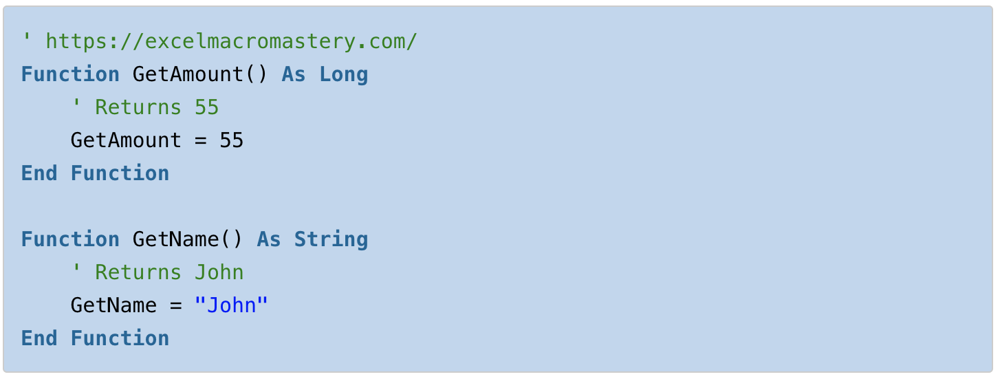 ' https://excelmacromastery.com/
Function GetAmount() As Long
    ' Returns 55
    GetAmount = 55
End Function

Function GetName() As String
    ' Returns John
    GetName = "John"
End Function